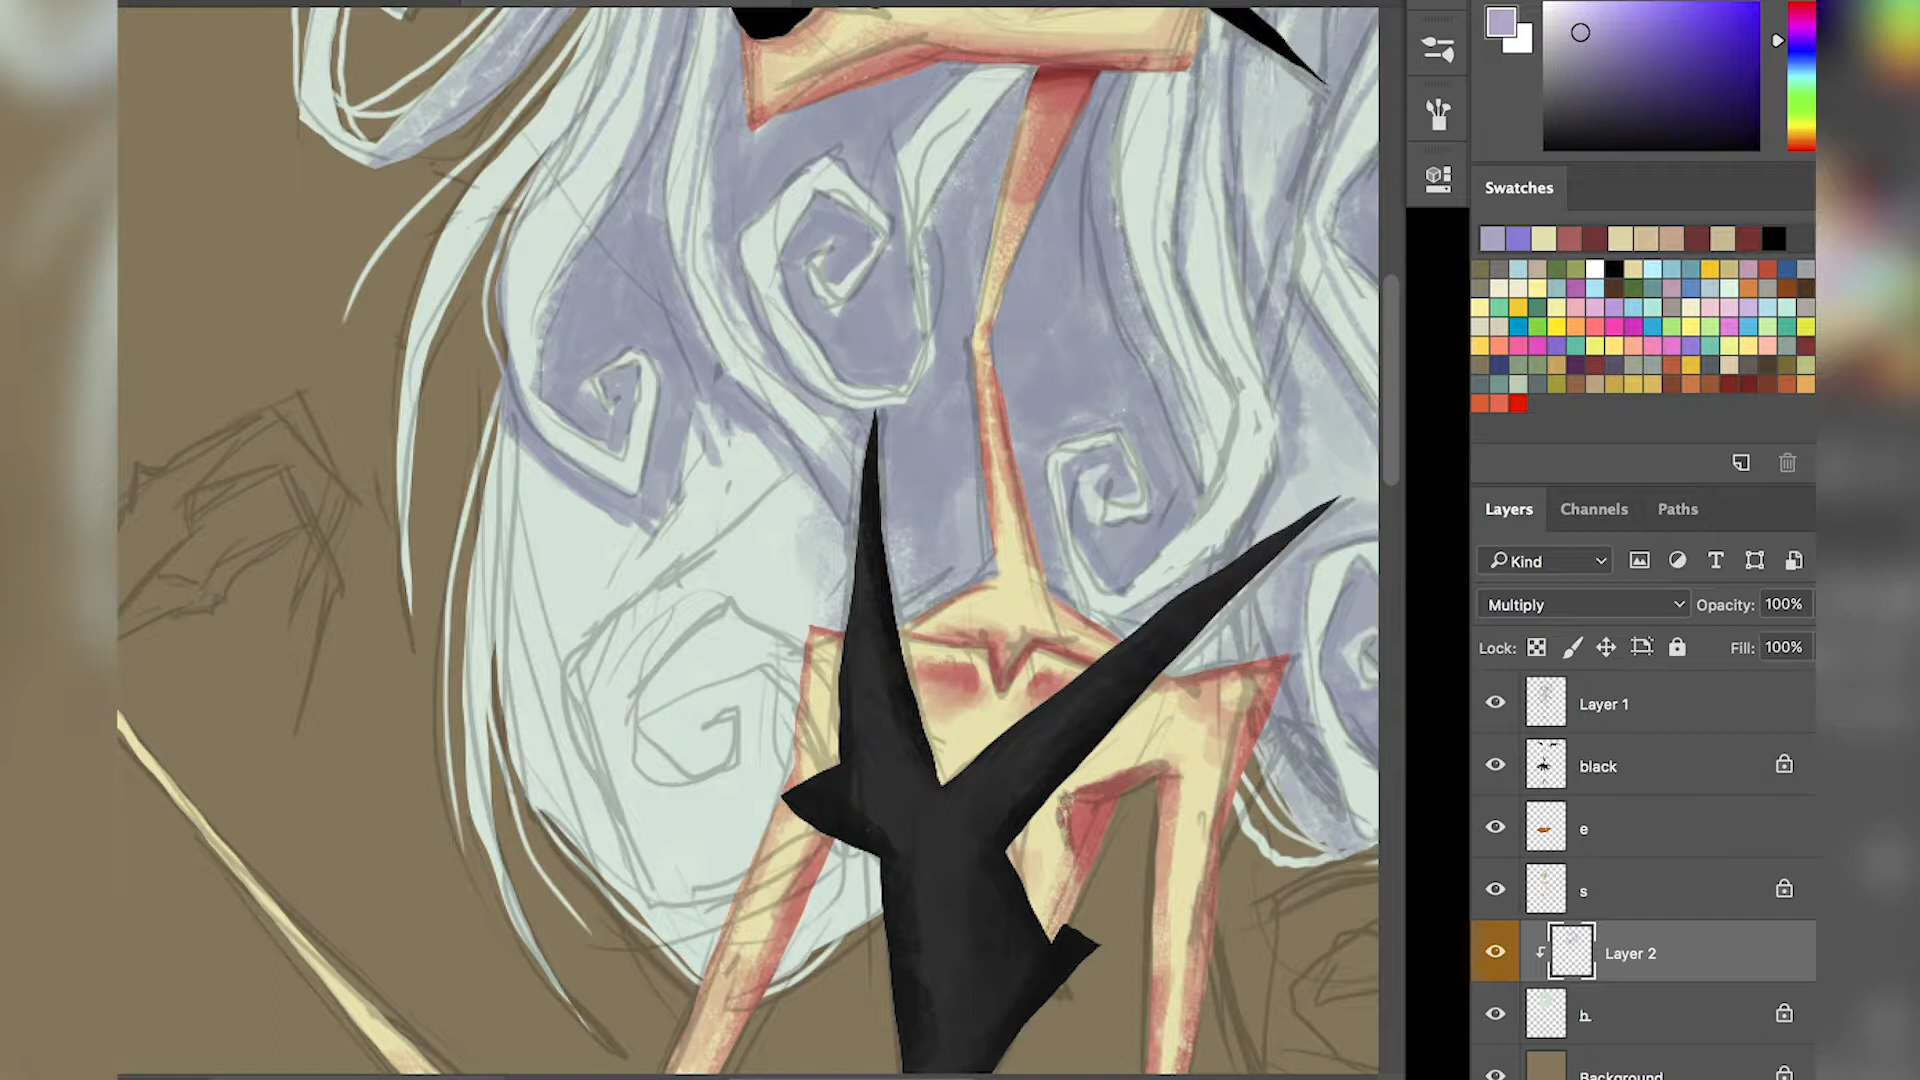 Swatches
Layers Channels Paths
Kind
Multiply Opacity: 100%
Lock: Fill: 100%
Layer 1
black
e
s
Layer 2
h
Background